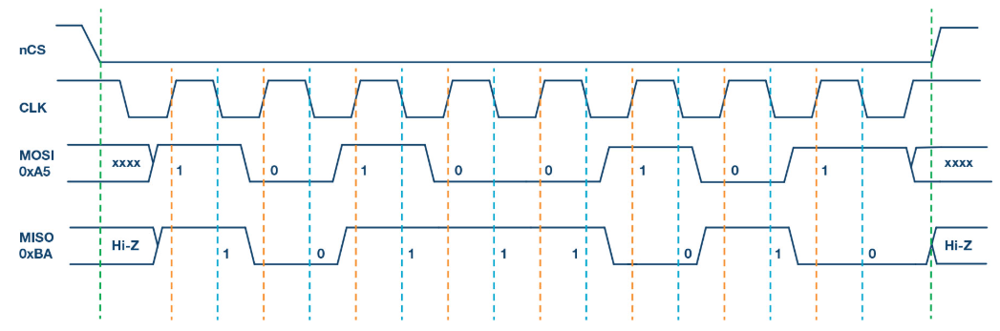 nCS
CLK
MOSI
0xA5
xxxx 1 0 1 0 0 1 0 1 xxxx
MISO
0xBA
Hi-Z 1 0 1 1 1 0 1 0 Hi-Z